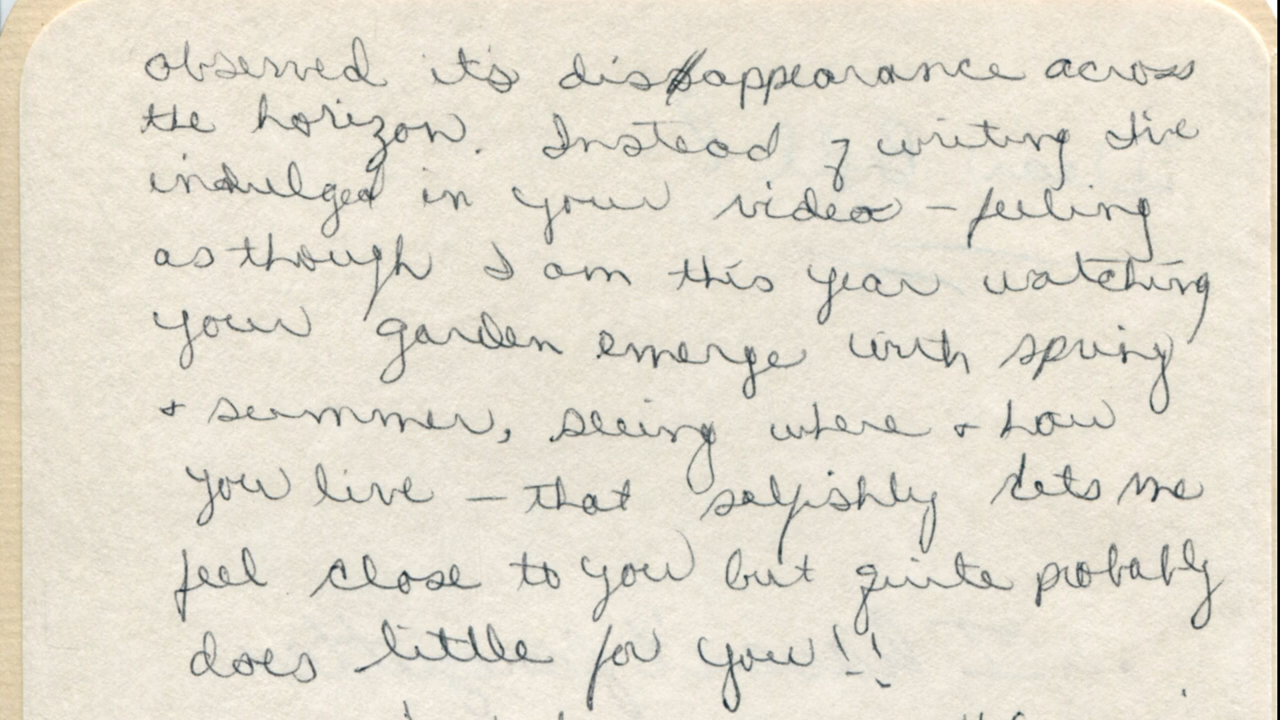 observed it's disappearance across
the horizon. Instead of writing I've
indulged in your video - feeling
as though I am this year watching
your garden emerge with spring
+ summer, seeing where + how
you live - that selfishly lets me
feel close to you but quite probably
does little for you!!